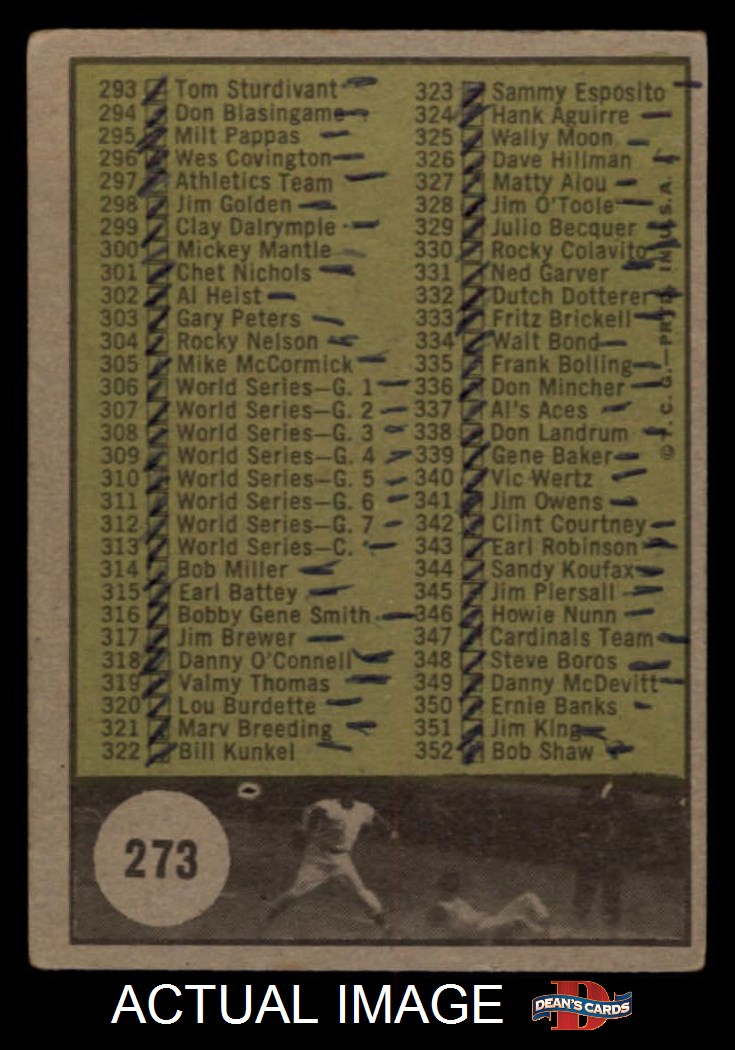 293 Tom Sturdivant
294 Don Blasingame
295 Milt Pappas
296 Wes Covington
297 Athletics Team
298 Jim Golden
299 Clay Dalrymple
300 Mickey Mantle
301 Chet Nichols
302 Al Heist
303 Gary Peters
304 Rocky Nelson
305 Mike McCormick
306 World Series—G. 1
307 World Series—G. 2
308 World Series—G. 3
309 World Series—G. 4
310 World Series—G. 5
311 World Series—G. 6
312 World Series—G. 7
313 World Series—C.
314 Bob Miller
315 Earl Battey
316 Bobby Gene Smith
317 Jim Brewer
318 Danny O'Connell
319 Valmy Thomas
320 Lou Burdette
321 Marv Breeding
322 Bill Kunkel
323 Sammy Esposito
324 Hank Aguirre
325 Wally Moon
326 Dave Hillman
327 Matty Alou
328 Jim O'Toole
329 Julio Becquer
330 Rocky Colavito
331 Ned Garver
332 Dutch Dotterer
333 Fritz Brickell
334 Walt Bond
335 Frank Bolling
336 Don Mincher
337 Al's Aces
338 Don Landrum
339 Gene Baker
340 Vic Wertz
341 Jim Owens
342 Clint Courtney
343 Earl Robinson
344 Sandy Koufax
345 Jim Piersall
346 Howie Nunn
347 Cardinals Team
348 Steve Boros
349 Danny McDevitt
350 Ernie Banks
351 Jim King
352 Bob Shaw
© T. C. G.—PRTD. IN U.S.A.
273
ACTUAL IMAGE
D
DEAN'S CARDS